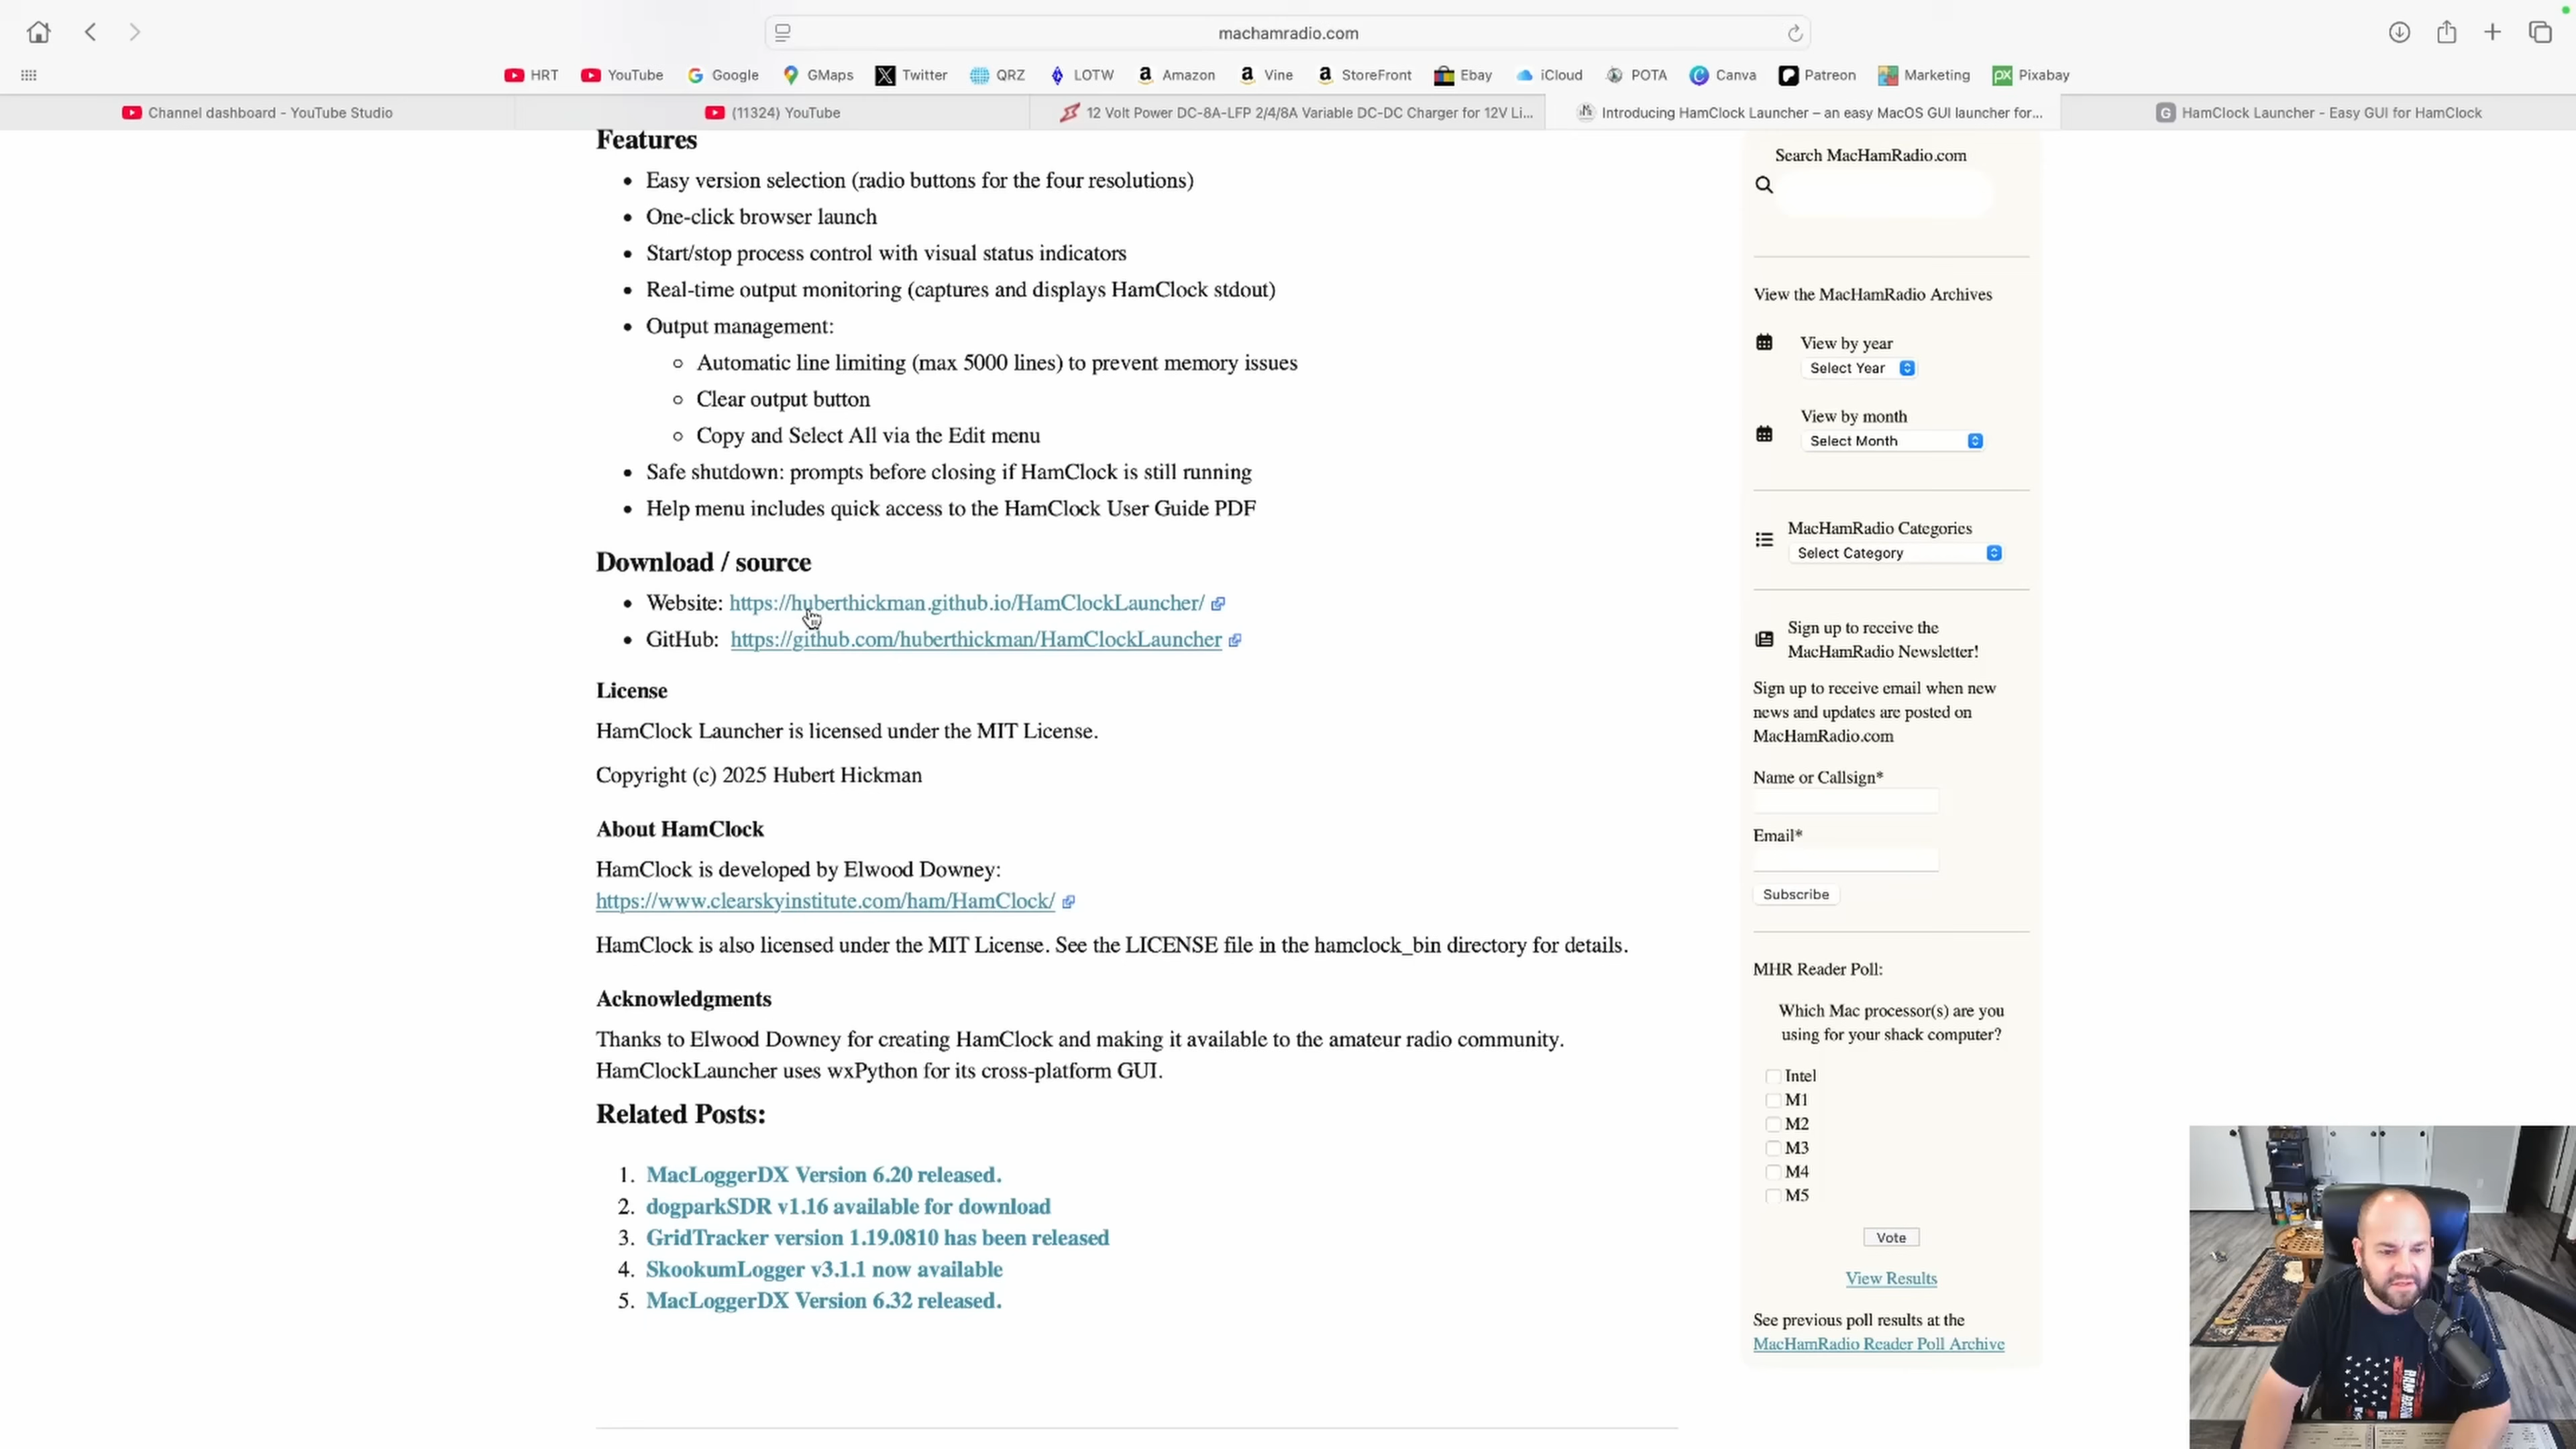 machamradio.com
HRT YouTube Google GMaps Twitter QRZ LOTW Amazon Vine StoreFront Ebay iCloud POTA Canva Patreon Marketing Pixabay
Channel dashboard - YouTube Studio
(11324) YouTube
12 Volt Power DC-8A-LFP 2/4/8A Variable DC-DC Charger for 12V Li...
Introducing HamClock Launcher – an easy MacOS GUI launcher for...
HamClock Launcher - Easy GUI for HamClock
Features
• Easy version selection (radio buttons for the four resolutions)
• One-click browser launch
• Start/stop process control with visual status indicators
• Real-time output monitoring (captures and displays HamClock stdout)
• Output management:
◦ Automatic line limiting (max 5000 lines) to prevent memory issues
◦ Clear output button
◦ Copy and Select All via the Edit menu
• Safe shutdown: prompts before closing if HamClock is still running
• Help menu includes quick access to the HamClock User Guide PDF
Download / source
• Website: https://huberthickman.github.io/HamClockLauncher/
• GitHub: https://github.com/huberthickman/HamClockLauncher
License
HamClock Launcher is licensed under the MIT License.
Copyright (c) 2025 Hubert Hickman
About HamClock
HamClock is developed by Elwood Downey:
https://www.clearskyinstitute.com/ham/HamClock/
HamClock is also licensed under the MIT License. See the LICENSE file in the hamclock_bin directory for details.
Acknowledgments
Thanks to Elwood Downey for creating HamClock and making it available to the amateur radio community.
HamClockLauncher uses wxPython for its cross-platform GUI.
Related Posts:
1. MacLoggerDX Version 6.20 released.
2. dogparkSDR v1.16 available for download
3. GridTracker version 1.19.0810 has been released
4. SkookumLogger v3.1.1 now available
5. MacLoggerDX Version 6.32 released.
Search MacHamRadio.com
View the MacHamRadio Archives
View by year
Select Year
View by month
Select Month
MacHamRadio Categories
Select Category
Sign up to receive the
MacHamRadio Newsletter!
Sign up to receive email when new
news and updates are posted on
MacHamRadio.com
Name or Callsign*
Email*
Subscribe
MHR Reader Poll:
Which Mac processor(s) are you
using for your shack computer?
Intel
M1
M2
M3
M4
M5
Vote
View Results
See previous poll results at the
MacHamRadio Reader Poll Archive